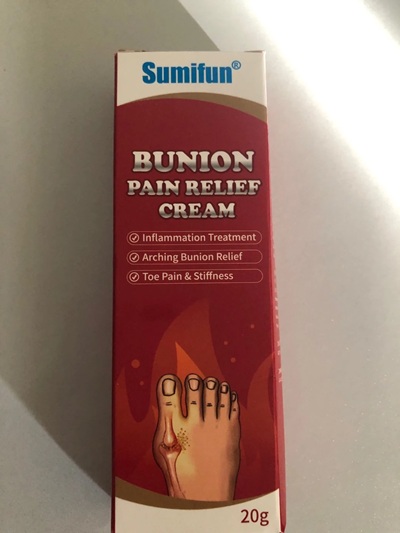 Sumifun®
BUNION
PAIN RELIEF
CREAM
Inflammation Treatment
Arching Bunion Relief
Toe Pain & Stiffness
20g